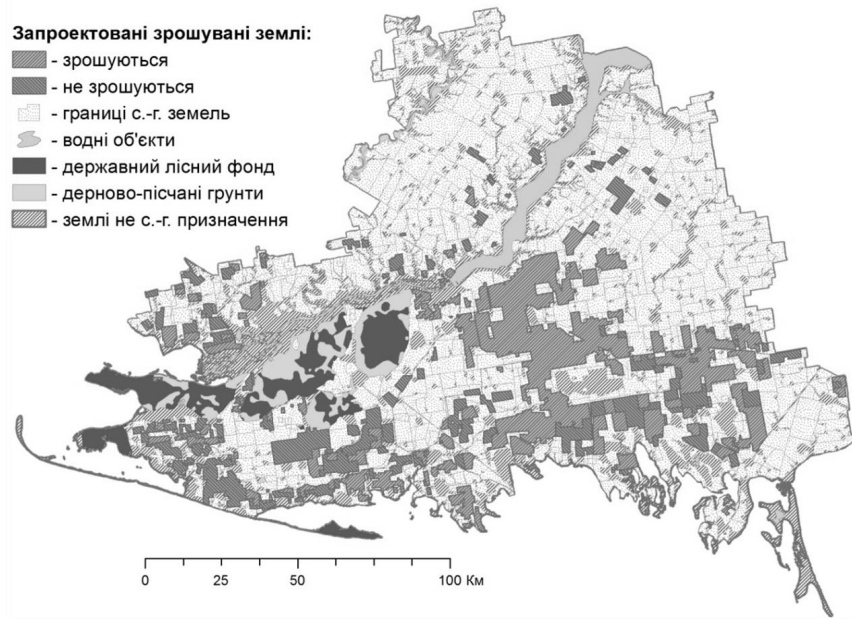 Запроектовані зрошувані землі:
- зрошуються
- не зрошуються
- границі с.-г. земель
- водні об'єкти
- державний лісний фонд
- дерново-пісчані грунти
- землі не с.-г. призначення
0 25 50 100 Км